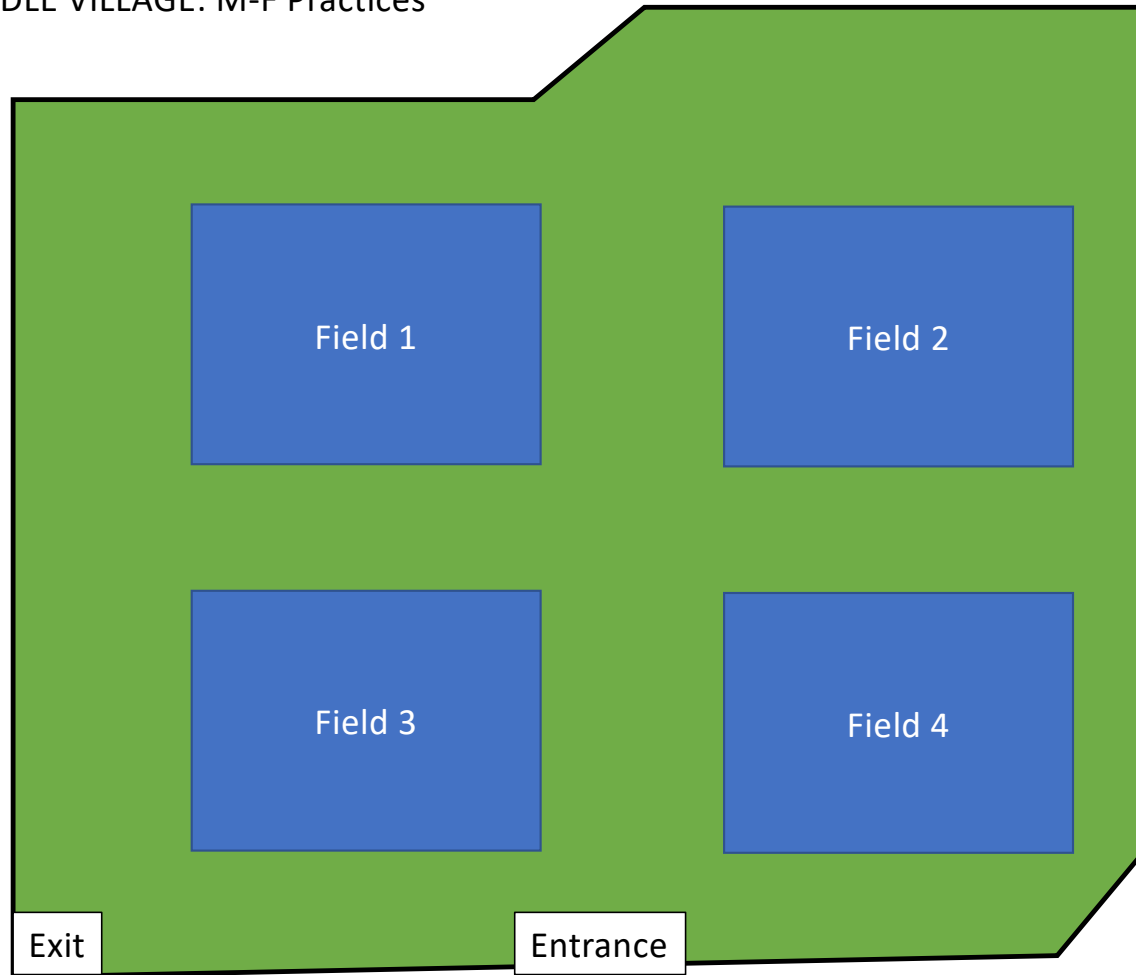 VILLAGE: M-F Practices
Field 1
Field 2
Field 3
Field 4
Exit
Entrance